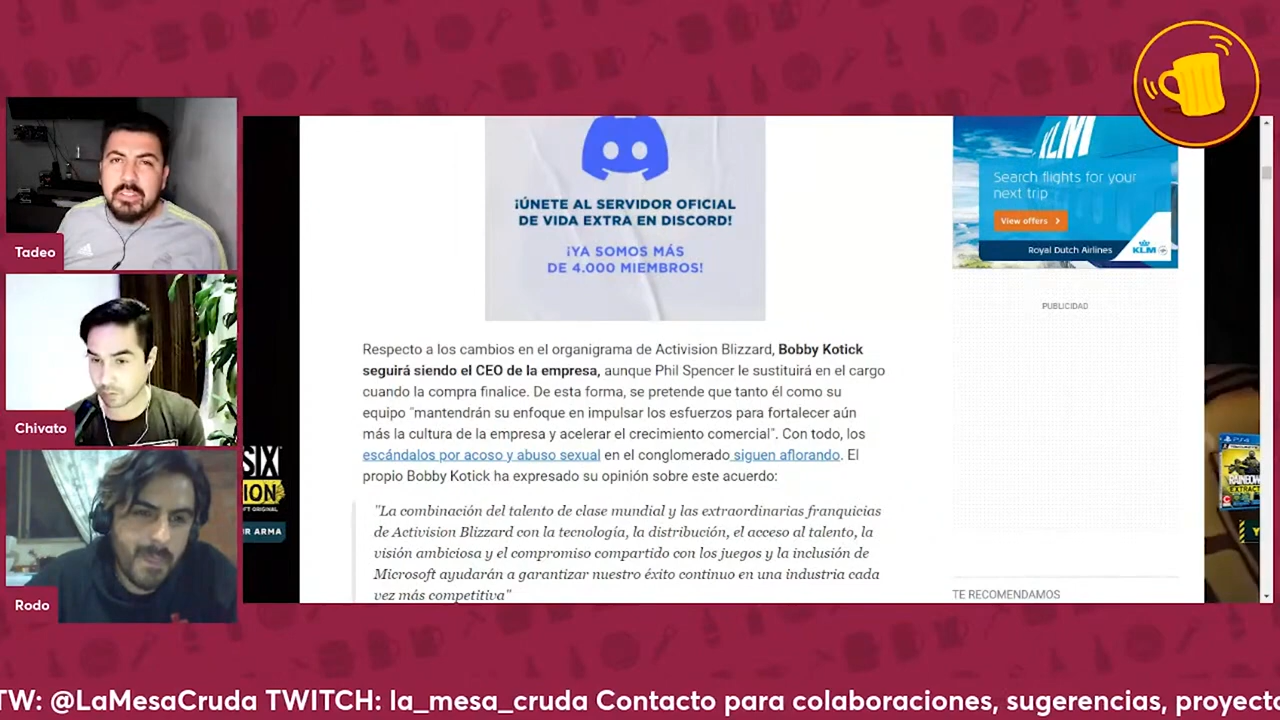 Tadeo
Chivato
Rodo
¡ÚNETE AL SERVIDOR OFICIAL
DE VIDA EXTRA EN DISCORD!
¡YA SOMOS MÁS
DE 4.000 MIEMBROS!
Respecto a los cambios en el organigrama de Activision Blizzard, Bobby Kotick
seguirá siendo el CEO de la empresa, aunque Phil Spencer le sustituirá en el cargo
cuando la compra finalice. De esta forma, se pretende que tanto él como su
equipo "mantendrán su enfoque en impulsar los esfuerzos para fortalecer aún
más la cultura de la empresa y acelerar el crecimiento comercial". Con todo, los
escándalos por acoso y abuso sexual en el conglomerado siguen aflorando. El
propio Bobby Kotick ha expresado su opinión sobre este acuerdo:
"La combinación del talento de clase mundial y las extraordinarias franquicias
de Activision Blizzard con la tecnología, la distribución, el acceso al talento, la
visión ambiciosa y el compromiso compartido con los juegos y la inclusión de
Microsoft ayudarán a garantizar nuestro éxito continuo en una industria cada
vez más competitiva"
KLM
Search flights for your
next trip
View offers
Royal Dutch Airlines
KLM
PUBLICIDAD
TE RECOMENDAMOS
SIX
ION
FT ORIGINAL
R ARMA
PS4
RAINBOW
EXTRACT
Y
TW: @LaMesaCruda TWITCH: la_mesa_cruda Contacto para colaboraciones, sugerencias, proyecto